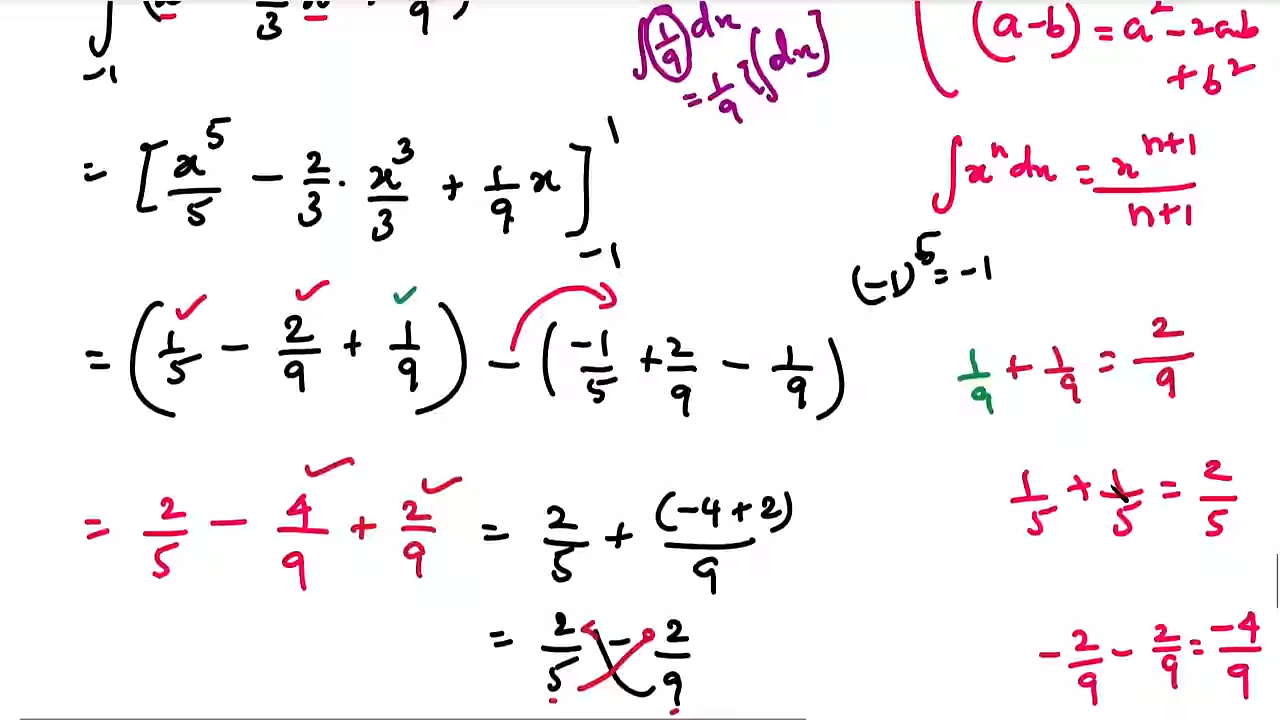 ∫ 1/9 dx
= 1/9 [∫dx]
(a-b) = a² - 2ab
+ b²
= [x⁵/5 - 2/3 · x³/3 + 1/9 x]₋₁¹
∫xⁿdx = xⁿ⁺¹/n+1
(-1)⁵ = -1
= (1/5 - 2/9 + 1/9) - (-1/5 + 2/9 - 1/9)
1/9 + 1/9 = 2/9
= 2/5 - 4/9 + 2/9 = 2/5 + (-4+2)/9
1/5 + 1/5 = 2/5
= 2/5 - 2/9
-2/9 - 2/9 = -4/9